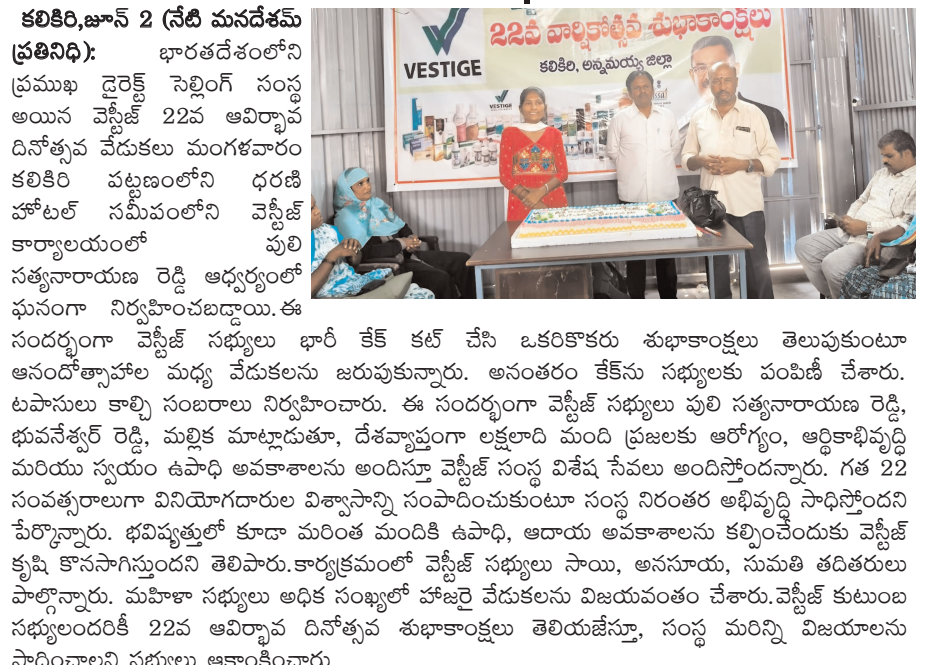 కలికిరి,జూన్ 2 (నేటి మనదేశమ్
ప్రతినిధి): భారతదేశంలోని
ప్రముఖ డైరెక్ట్ సెల్లింగ్ సంస్థ
అయిన వెస్టీజ్ 22వ ఆవిర్భావ
దినోత్సవ వేడుకలు మంగళవారం
కలికిరి పట్టణంలోని ధరణి
హోటల్ సమీపంలోని వెస్టీజ్
కార్యాలయంలో పులి
సత్యనారాయణ రెడ్డి ఆధ్వర్యంలో
ఘనంగా నిర్వహించబడ్డాయి.ఈ
సందర్భంగా వెస్టీజ్ సభ్యులు భారీ కేక్ కట్ చేసి ఒకరికొకరు శుభాకాంక్షలు తెలుపుకుంటూ
ఆనందోత్సాహాల మధ్య వేడుకలను జరుపుకున్నారు. అనంతరం కేక్‌ను సభ్యులకు పంపిణీ చేశారు.
టపాసులు కాల్చి సంబరాలు నిర్వహించారు. ఈ సందర్భంగా వెస్టీజ్ సభ్యులు పులి సత్యనారాయణ రెడ్డి,
భువనేశ్వర్ రెడ్డి, మల్లిక మాట్లాడుతూ, దేశవ్యాప్తంగా లక్షలాది మంది ప్రజలకు ఆరోగ్యం, ఆర్థికాభివృద్ధి
మరియు స్వయం ఉపాధి అవకాశాలను అందిస్తూ వెస్టీజ్ సంస్థ విశేష సేవలు అందిస్తోందన్నారు. గత 22
సంవత్సరాలుగా వినియోగదారుల విశ్వాసాన్ని సంపాదించుకుంటూ సంస్థ నిరంతర అభివృద్ధి సాధిస్తోందని
పేర్కొన్నారు. భవిష్యత్తులో కూడా మరింత మందికి ఉపాధి, ఆదాయ అవకాశాలను కల్పించేందుకు వెస్టీజ్
కృషి కొనసాగిస్తుందని తెలిపారు.కార్యక్రమంలో వెస్టీజ్ సభ్యులు సాయి, అనసూయ, సుమతి తదితరులు
పాల్గొన్నారు. మహిళా సభ్యులు అధిక సంఖ్యలో హాజరై వేడుకలను విజయవంతం చేశారు.వెస్టీజ్ కుటుంబ
సభ్యులందరికీ 22వ ఆవిర్భావ దినోత్సవ శుభాకాంక్షలు తెలియజేస్తూ, సంస్థ మరిన్ని విజయాలను
సాధించాలని సభ్యులు ఆకాంక్షించారు.
22వ వార్షికోత్సవ శుభాకాంక్షలు
కలికిరి, అన్నమయ్య జిల్లా
VESTIGE
VESTIGE